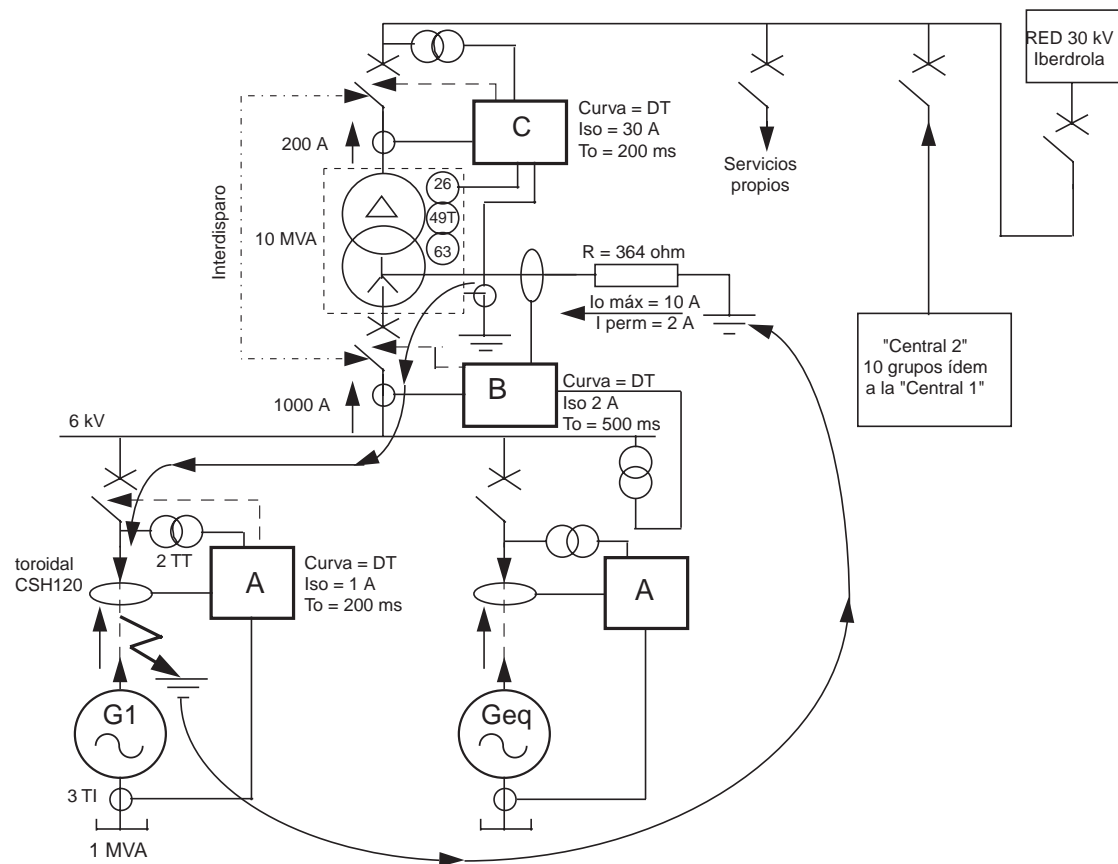 RED 30 kV
Iberdrola
C
Curva = DT
Iso = 30 A
To = 200 ms
200 A
Servicios
propios
26
49T
63
10 MVA
Interdisparo
R = 364 ohm
Io máx = 10 A
I perm = 2 A
"Central 2"
10 grupos ídem
a la "Central 1"
B
Curva = DT
Iso 2 A
To = 500 ms
1000 A
6 kV
2 TT
toroidal
CSH120
A
Curva = DT
Iso = 1 A
To = 200 ms
A
G1
Geq
3 TI
1 MVA